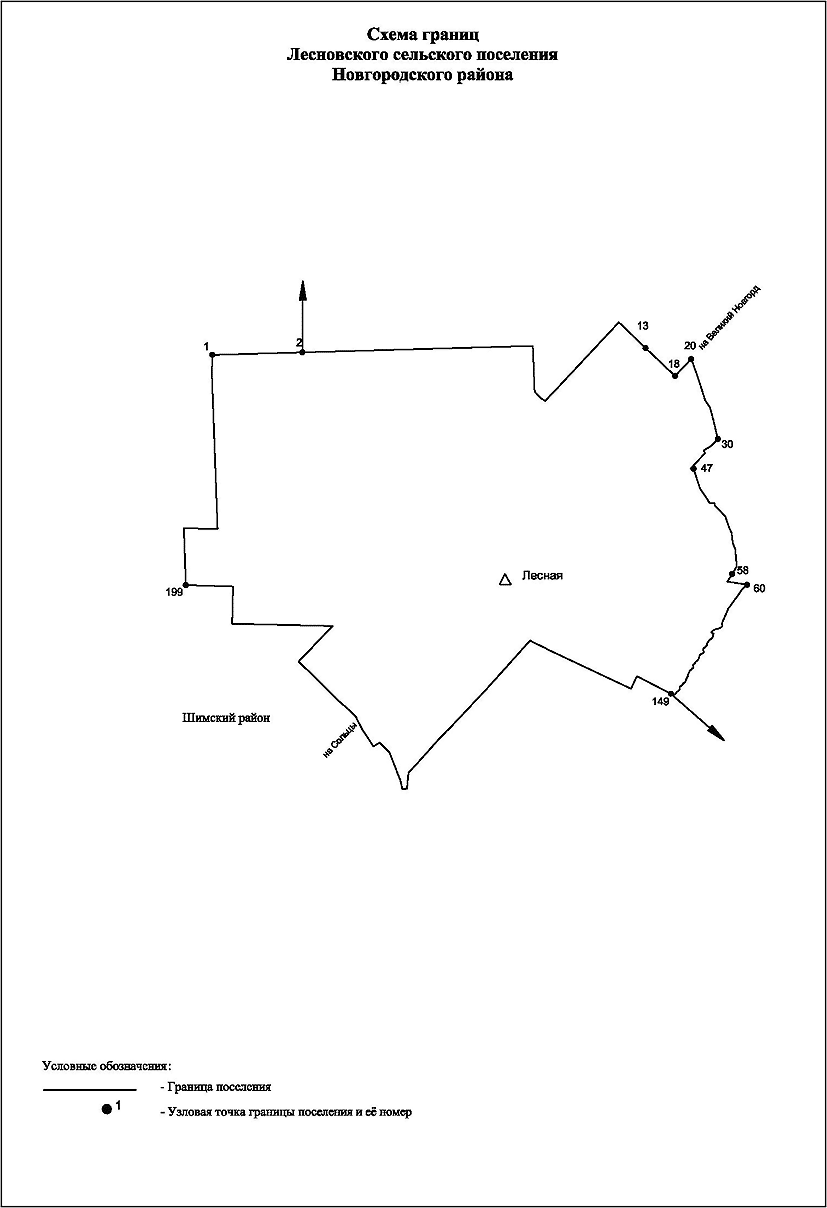 Схема границ
Лесновского сельского поселения
Новгородского района
на Великий Новгорд
13
1
2
20
18
30
47
58
Лесная
60
199
149
Шимский район
на Сольцы
Условные обозначения:
- Граница поселения
1
- Узловая точка границы поселения и её номер